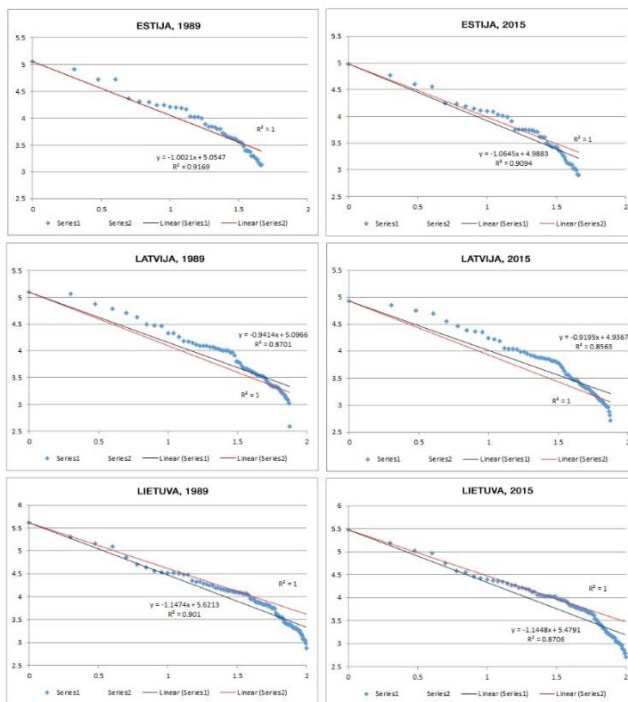 ESTIJA, 1989
5.5
5
4.5
4
3.5
3
2.5
0
0.5
1
1.5
2
R² = 1
y = -1.0021x + 5.0547
R² = 0.9169
Series1 Series2 Linear (Series1) Linear (Series2)
ESTIJA, 2015
5.5
5
4.5
4
3.5
3
2.5
0
0.5
1
1.5
2
R² = 1
y = -1.0645x + 4.9883
R² = 0.9094
Series1 Series2 Linear (Series1) Linear (Series2)
LATVIJA, 1989
5.5
5
4.5
4
3.5
3
2.5
0
0.5
1
1.5
2
y = -0.9414x + 5.0966
R² = 0.8701
R² = 1
Series1 Series2 Linear (Series1) Linear (Series2)
LATVIJA, 2015
5.5
5
4.5
4
3.5
3
2.5
0
0.5
1
1.5
2
y = -0.9195x + 4.9367
R² = 0.8563
R² = 1
Series1 Series2 Linear (Series1) Linear (Series2)
LIETUVA, 1989
6
5.5
5
4.5
4
3.5
3
2.5
0
0.5
1
1.5
2
R² = 1
y = -1.1474x + 5.6213
R² = 0.901
Series1 Series2 Linear (Series1) Linear (Series2)
LIETUVA, 2015
6
5.5
5
4.5
4
3.5
3
2.5
0
0.5
1
1.5
2
R² = 1
y = -1.1448x + 5.4791
R² = 0.8706
Series1 Series2 Linear (Series1) Linear (Series2)